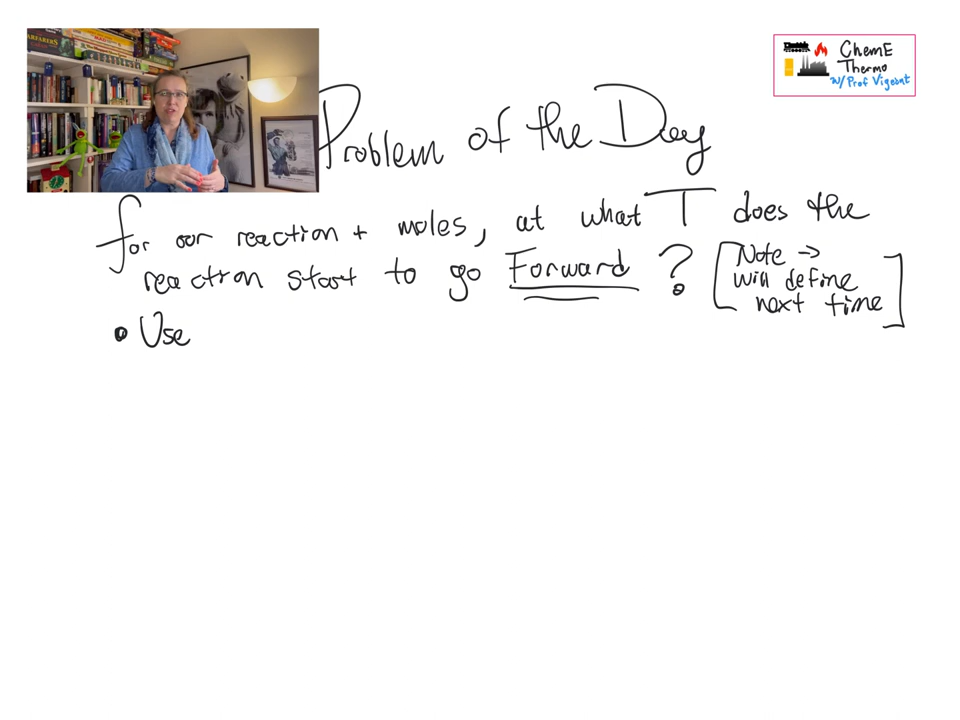 ChemE
Thermo
w/ Prof Vigeant
Problem of the Day
for our reaction + moles, at what T does the
reaction start to go Forward ?
[Note →
will define
next time]
• Use